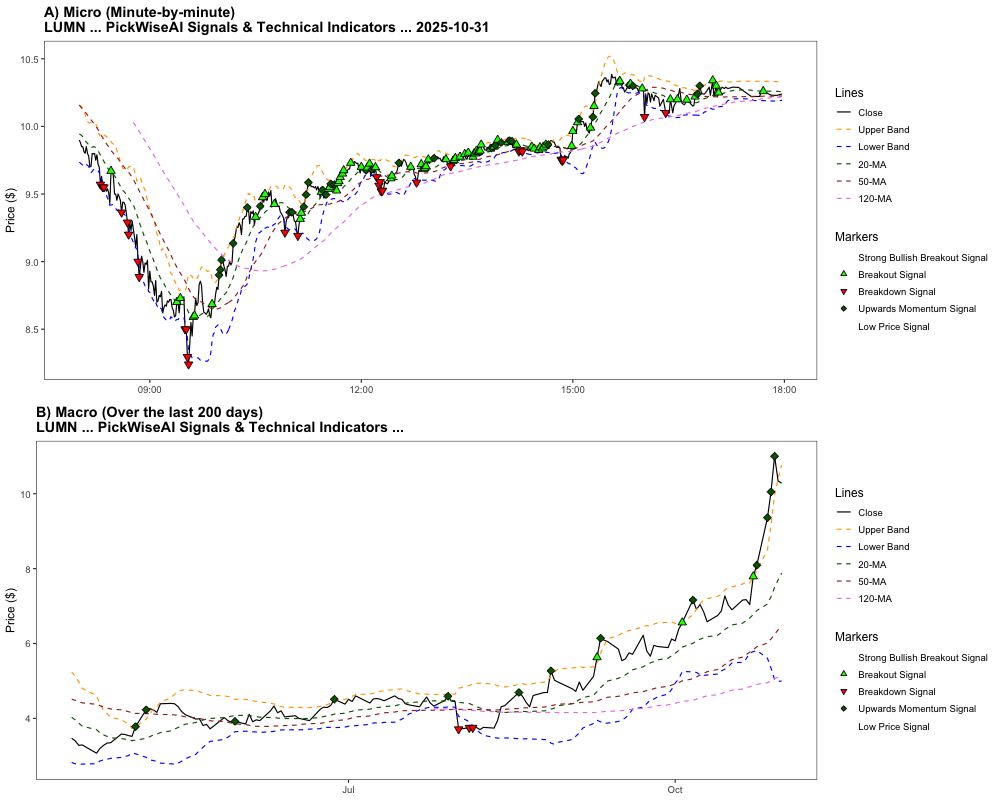 A) Micro (Minute-by-minute)
LUMN ... PickWiseAI Signals & Technical Indicators ... 2025-10-31
Price ($)
10.5
10.0
9.5
9.0
8.5
09:00
12:00
15:00
18:00
Lines
Close
Upper Band
Lower Band
20-MA
50-MA
120-MA
Markers
Strong Bullish Breakout Signal
Breakout Signal
Breakdown Signal
Upwards Momentum Signal
Low Price Signal
B) Macro (Over the last 200 days)
LUMN ... PickWiseAI Signals & Technical Indicators ...
Price ($)
10
8
6
4
Jul
Oct
Lines
Close
Upper Band
Lower Band
20-MA
50-MA
120-MA
Markers
Strong Bullish Breakout Signal
Breakout Signal
Breakdown Signal
Upwards Momentum Signal
Low Price Signal